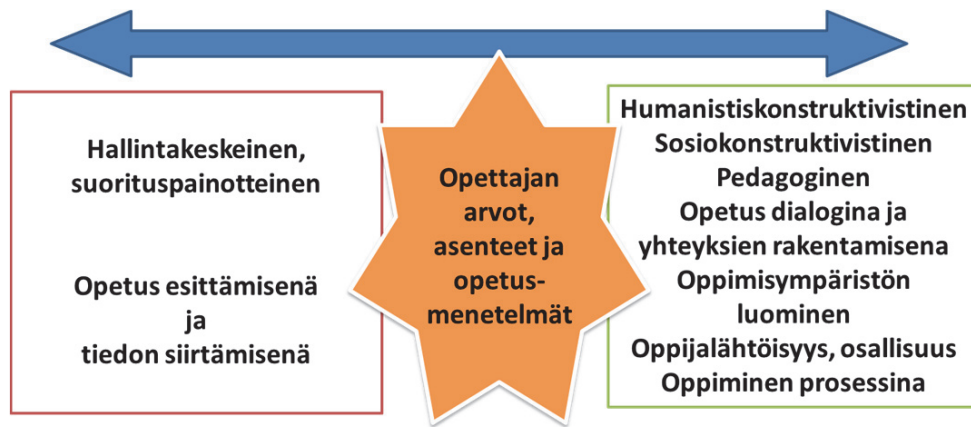 Hallintakeskeinen,
suorituspainotteinen
Opetus esittämisenä
ja
tiedon siirtämisenä
Opettajan
arvot,
asenteet ja
opetus-
menetelmät
Humanistiskonstruktivistinen
Sosiokonstruktivistinen
Pedagoginen
Opetus dialogina ja
yhteyksien rakentamisena
Oppimisympäristön
luominen
Oppijalähtöisyys, osallisuus
Oppiminen prosessina